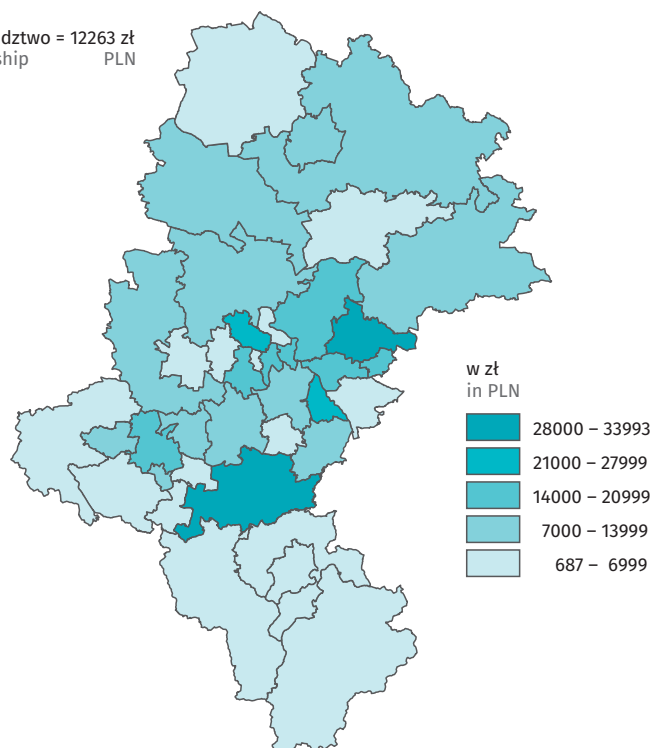 dztwo = 12263 zł
ship PLN
w zł
in PLN
28000 – 33993
21000 – 27999
14000 – 20999
7000 – 13999
687 – 6999